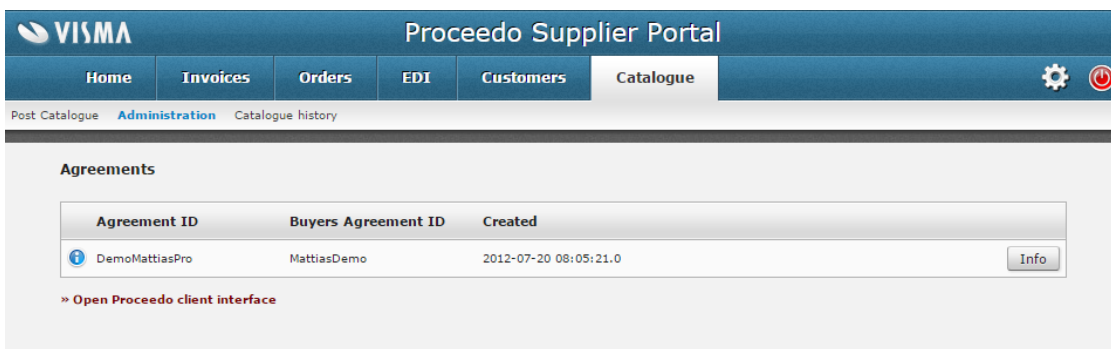 VISMA Proceedo Supplier Portal
Home Invoices Orders EDI Customers Catalogue
Post Catalogue Administration Catalogue history
Agreements
Agreement ID Buyers Agreement ID Created
DemoMattiasPro MattiasDemo 2012-07-20 08:05:21.0 Info
» Open Proceedo client interface